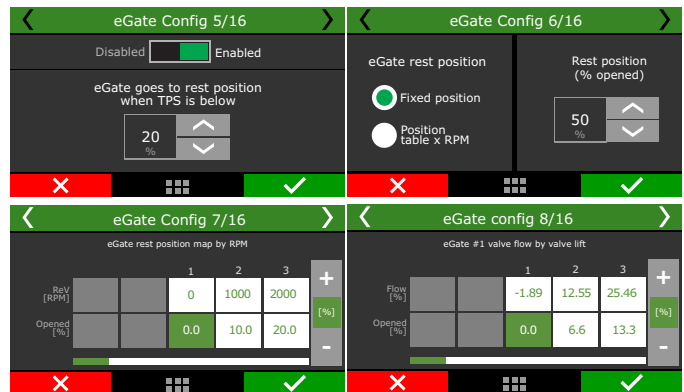 eGate Config 5/16
Disabled
Enabled
eGate goes to rest position
when TPS is below
20
%
eGate Config 6/16
eGate rest position
Fixed position
Position
table x RPM
Rest position
(% opened)
50
%
eGate Config 7/16
eGate rest position map by RPM
1 2 3
ReV
[RPM]
0 1000 2000
Opened
[%]
0.0 10.0 20.0
+
[%]
-
eGate config 8/16
eGate #1 valve flow by valve lift
1 2 3
Flow
[%]
-1.89 12.55 25.46
Opened
[%]
0.0 6.6 13.3
+
[%]
-